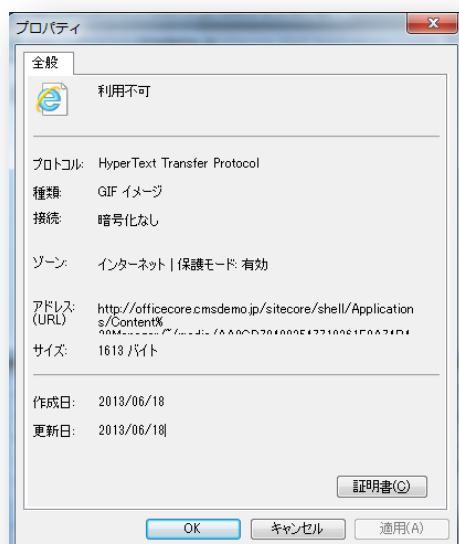 プロパティ
全般
利用不可
プロトコル: HyperText Transfer Protocol
種類: GIF イメージ
接続: 暗号化なし
ゾーン: インターネット | 保護モード: 有効
アドレス: http://officecore.cmsdemo.jp/sitecore/shell/Application
(URL) s/Content%
サイズ: 1613 バイト
作成日: 2013/06/18
更新日: 2013/06/18
証明書(C)
OK キャンセル 適用(A)